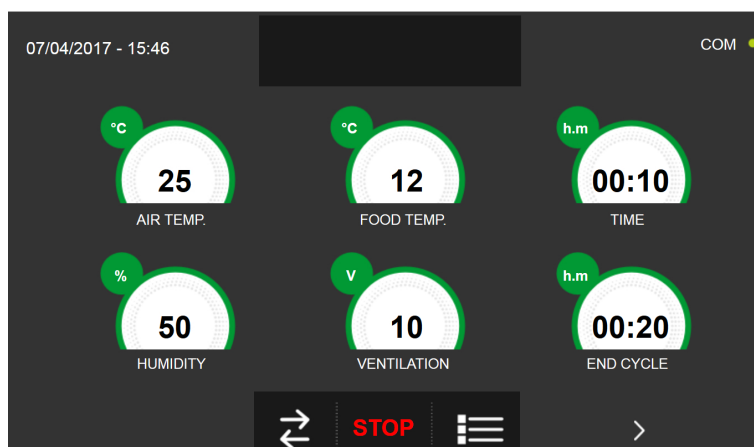 07/04/2017 - 15:46
COM
°C
25
AIR TEMP.
°C
12
FOOD TEMP.
h.m
00:10
TIME
%
50
HUMIDITY
V
10
VENTILATION
h.m
00:20
END CYCLE
STOP